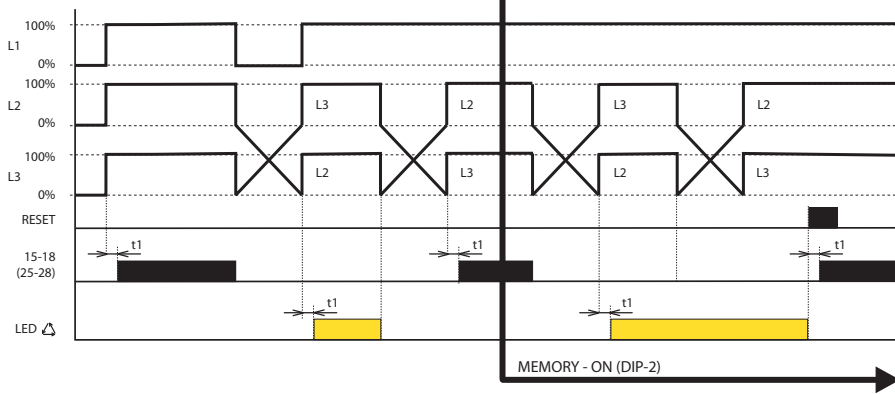 100%
L1
0%
100%
L2
L3
L2
L3
L2
0%
100%
L3
L2
L3
L2
L3
0%
RESET
15-18
t1
t1
t1
(25-28)
LED
t1
t1
MEMORY - ON (DIP-2)